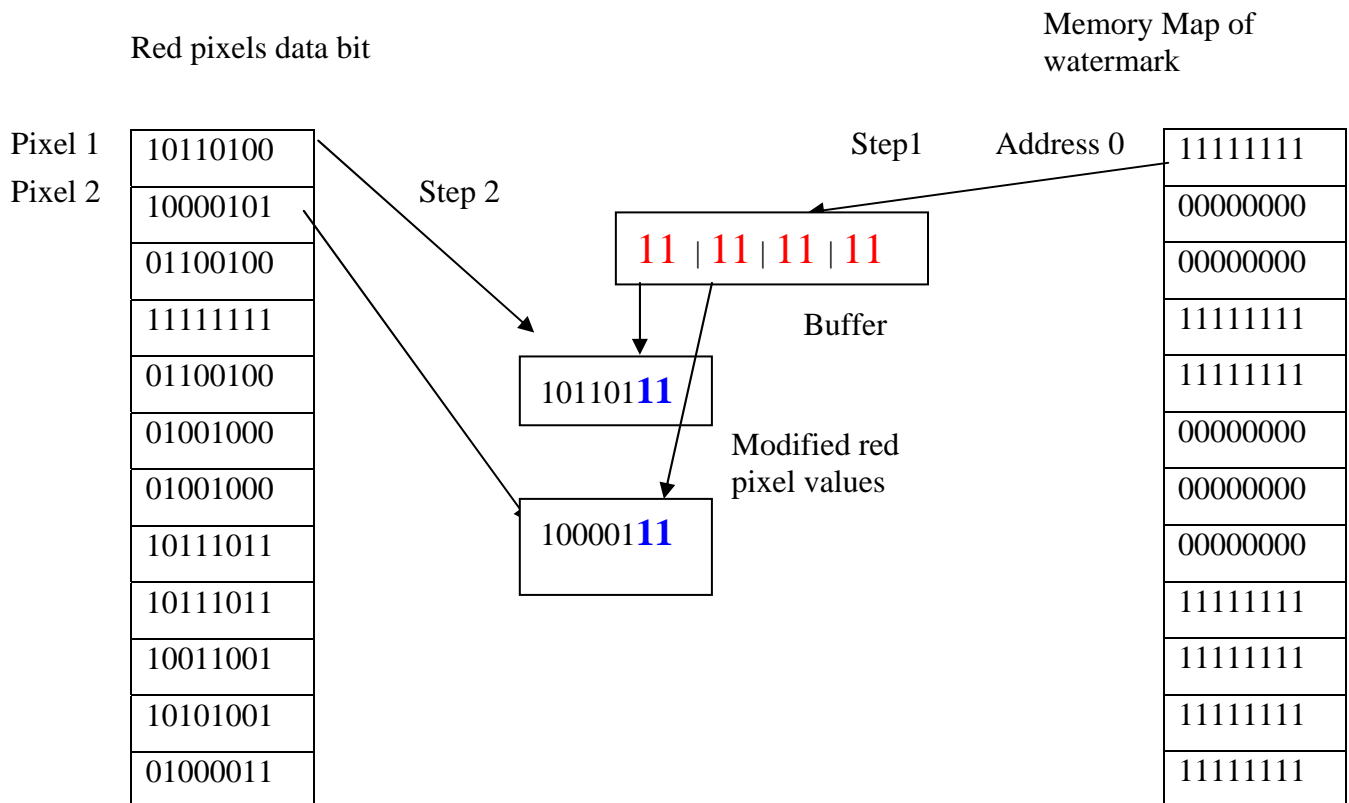 Red pixels data bit
Memory Map of
watermark
Pixel 1
10110100
Step1
Address 0
11111111
Pixel 2
10000101
Step 2
00000000
11 | 11 | 11 | 11
01100100
00000000
11111111
Buffer
11111111
01100100
10110111
11111111
01001000
Modified red
pixel values
00000000
01001000
00000000
10111011
10000111
00000000
10111011
11111111
10011001
11111111
10101001
11111111
01000011
11111111